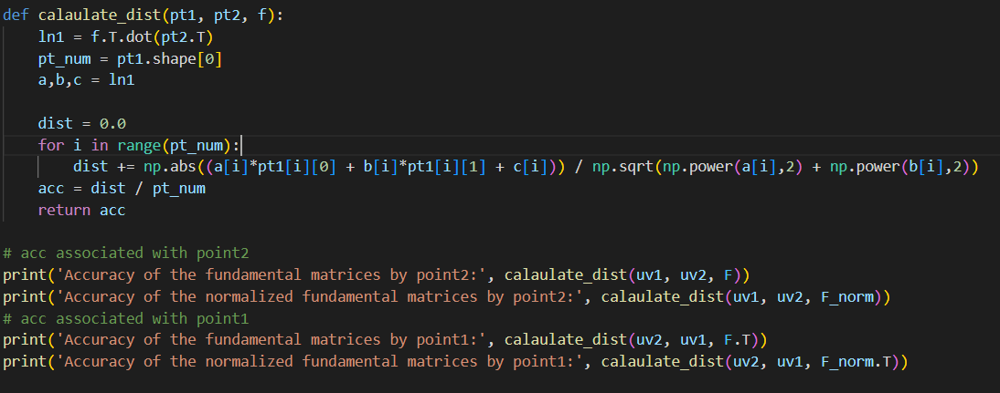 def calaulate_dist(pt1, pt2, f):
    ln1 = f.T.dot(pt2.T)
    pt_num = pt1.shape[0]
    a,b,c = ln1

    dist = 0.0
    for i in range(pt_num):
        dist += np.abs((a[i]*pt1[i][0] + b[i]*pt1[i][1] + c[i])) / np.sqrt(np.power(a[i],2) + np.power(b[i],2))
    acc = dist / pt_num
    return acc

# acc associated with point2
print('Accuracy of the fundamental matrices by point2:', calaulate_dist(uv1, uv2, F))
print('Accuracy of the normalized fundamental matrices by point2:', calaulate_dist(uv1, uv2, F_norm))
# acc associated with point1
print('Accuracy of the fundamental matrices by point1:', calaulate_dist(uv2, uv1, F.T))
print('Accuracy of the normalized fundamental matrices by point1:', calaulate_dist(uv2, uv1, F_norm.T))